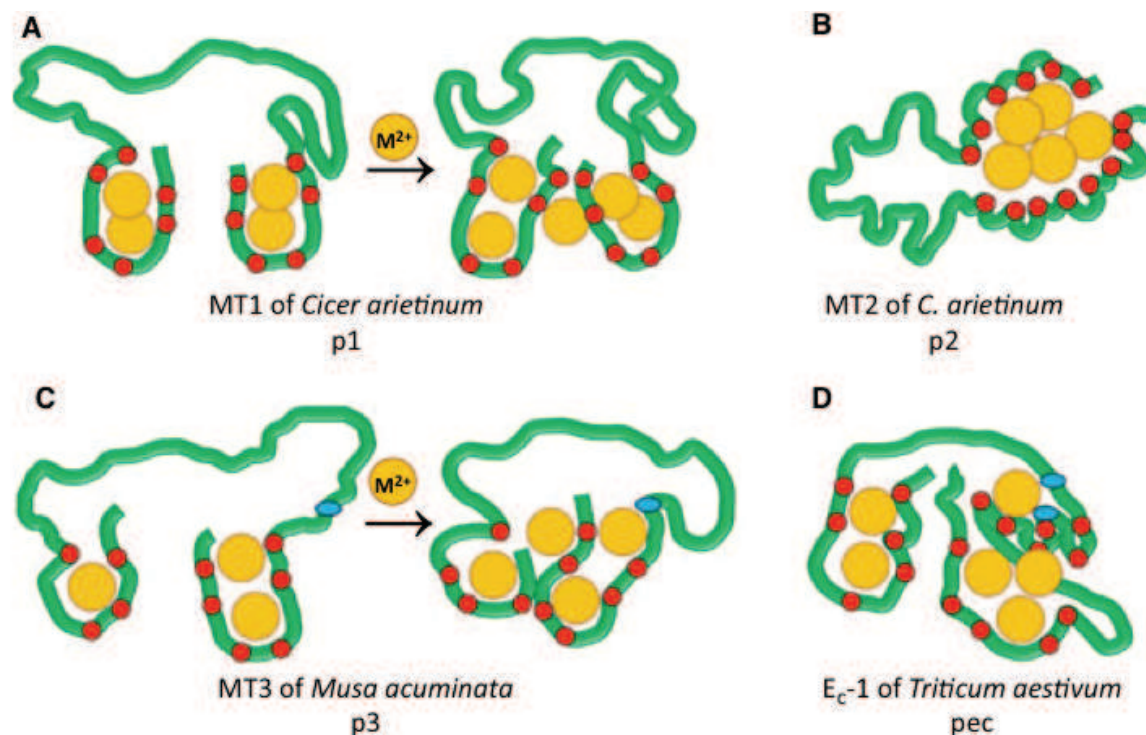 A
M²⁺
MT1 of Cicer arietinum
p1
B
MT2 of C. arietinum
p2
C
M²⁺
MT3 of Musa acuminata
p3
D
E꜀-1 of Triticum aestivum
pec